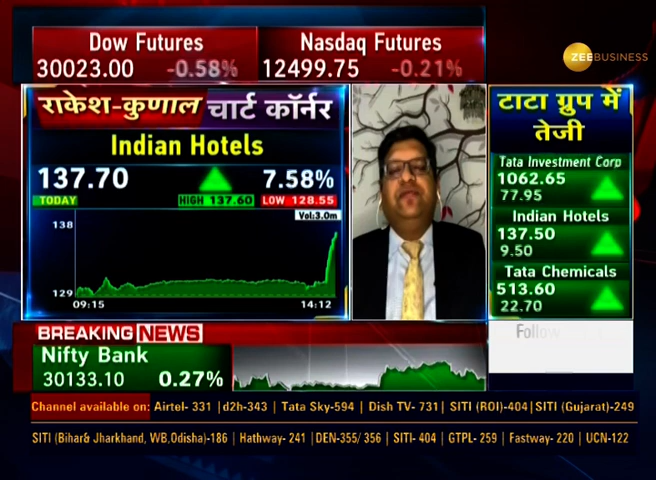 Dow Futures
30023.00 -0.58%
Nasdaq Futures
12499.75 -0.21%
ZEEBUSINESS
राकेश-कुणाल चार्ट कॉर्नर
Indian Hotels
137.70 7.58%
TODAY HIGH 137.60 LOW 128.55
Vol:3.0m
138
129
09:15 14:12
टाटा ग्रुप में
तेजी
Tata Investment Corp
1062.65
77.95
Indian Hotels
137.50
9.50
Tata Chemicals
513.60
22.70
BREAKING NEWS
Nifty Bank
30133.10 0.27%
Channel available on: Airtel- 331 | d2h-343 | Tata Sky-594 | Dish TV- 731| SITI (ROI)-404| SITI (Gujarat)-249
SITI (Bihar& Jharkhand, WB,Odisha)-186 | Hathway- 241 |DEN-355/ 356 | SITI- 404 | GTPL- 259 | Fastway- 220 | UCN-122